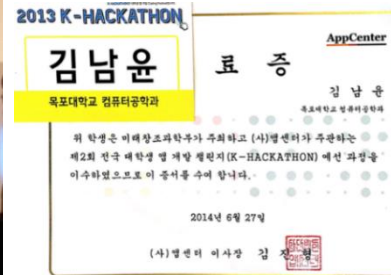 2013 K-HACKATHON
김남윤
목포대학교 컴퓨터공학과
AppCenter
료 증
김 남 윤
목포대학교 컴퓨터공학과
위 학생은 미래창조과학부가 주최하고 (사)앱센터가 주관하는
제2회 전국 대학생 앱 개발 챌린지(K-HACKATHON) 예선 과정을
이수하였으므로 이 증서를 수여 합니다.
2014년 6월 27일
(사)앱센터 이사장 김 진 형